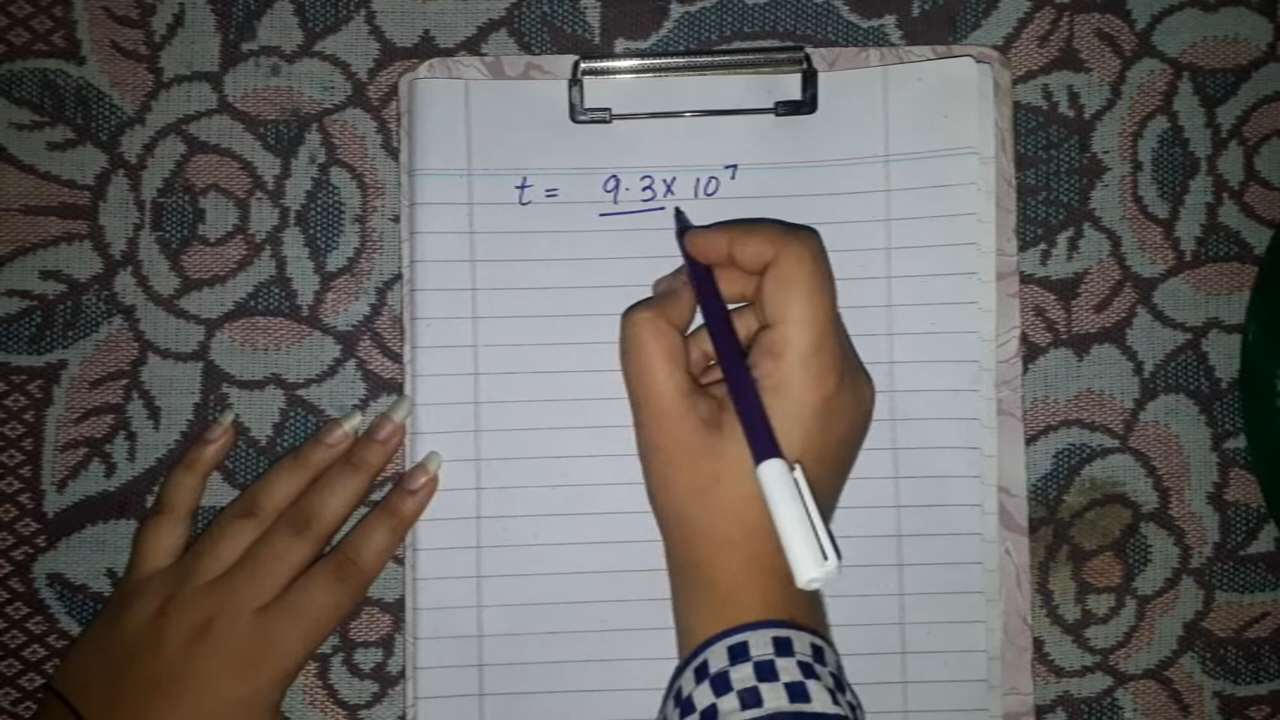 t = 9.3 x 10⁷